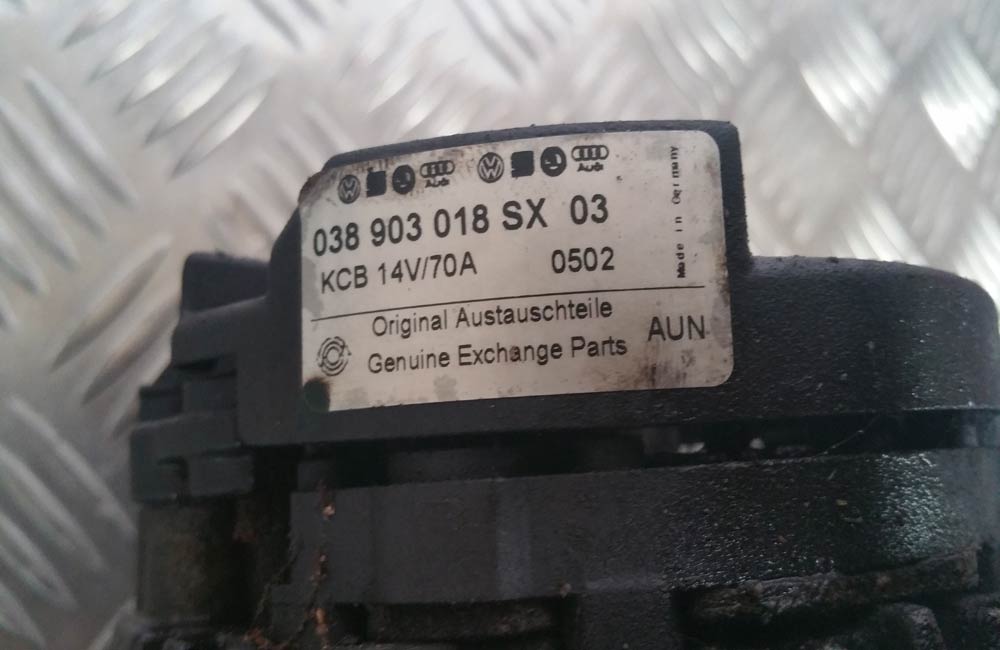 Audi Audi
038 903 018 SX 03
KCB 14V/70A 0502
Original Austauschteile
Genuine Exchange Parts AUN
Made in Germany